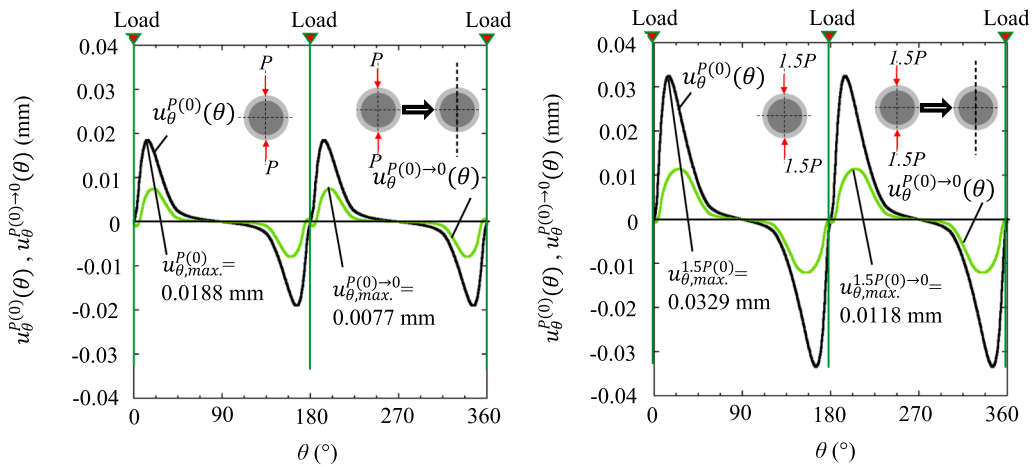 Load Load Load
0.04
0.03
0.02
0.01
0
-0.01
-0.02
-0.03
-0.04
u_θ^{P(0)}(θ) , u_θ^{P(0)→0}(θ) (mm)
P P
u_θ^{P(0)}(θ)
P P
u_θ^{P(0)→0}(θ)
u_{θ,max.}^{P(0)}=
0.0188 mm
u_{θ,max.}^{P(0)→0}=
0.0077 mm
0 90 180 270 360
θ (°)
Load Load Load
0.04
0.03
0.02
0.01
0
-0.01
-0.02
-0.03
-0.04
u_θ^{P(0)}(θ) , u_θ^{P(0)→0}(θ) (mm)
1.5P 1.5P
u_θ^{P(0)}(θ)
1.5P 1.5P
u_θ^{P(0)→0}(θ)
u_{θ,max.}^{1.5P(0)}=
0.0329 mm
u_{θ,max.}^{1.5P(0)→0}=
0.0118 mm
0 90 180 270 360
θ (°)